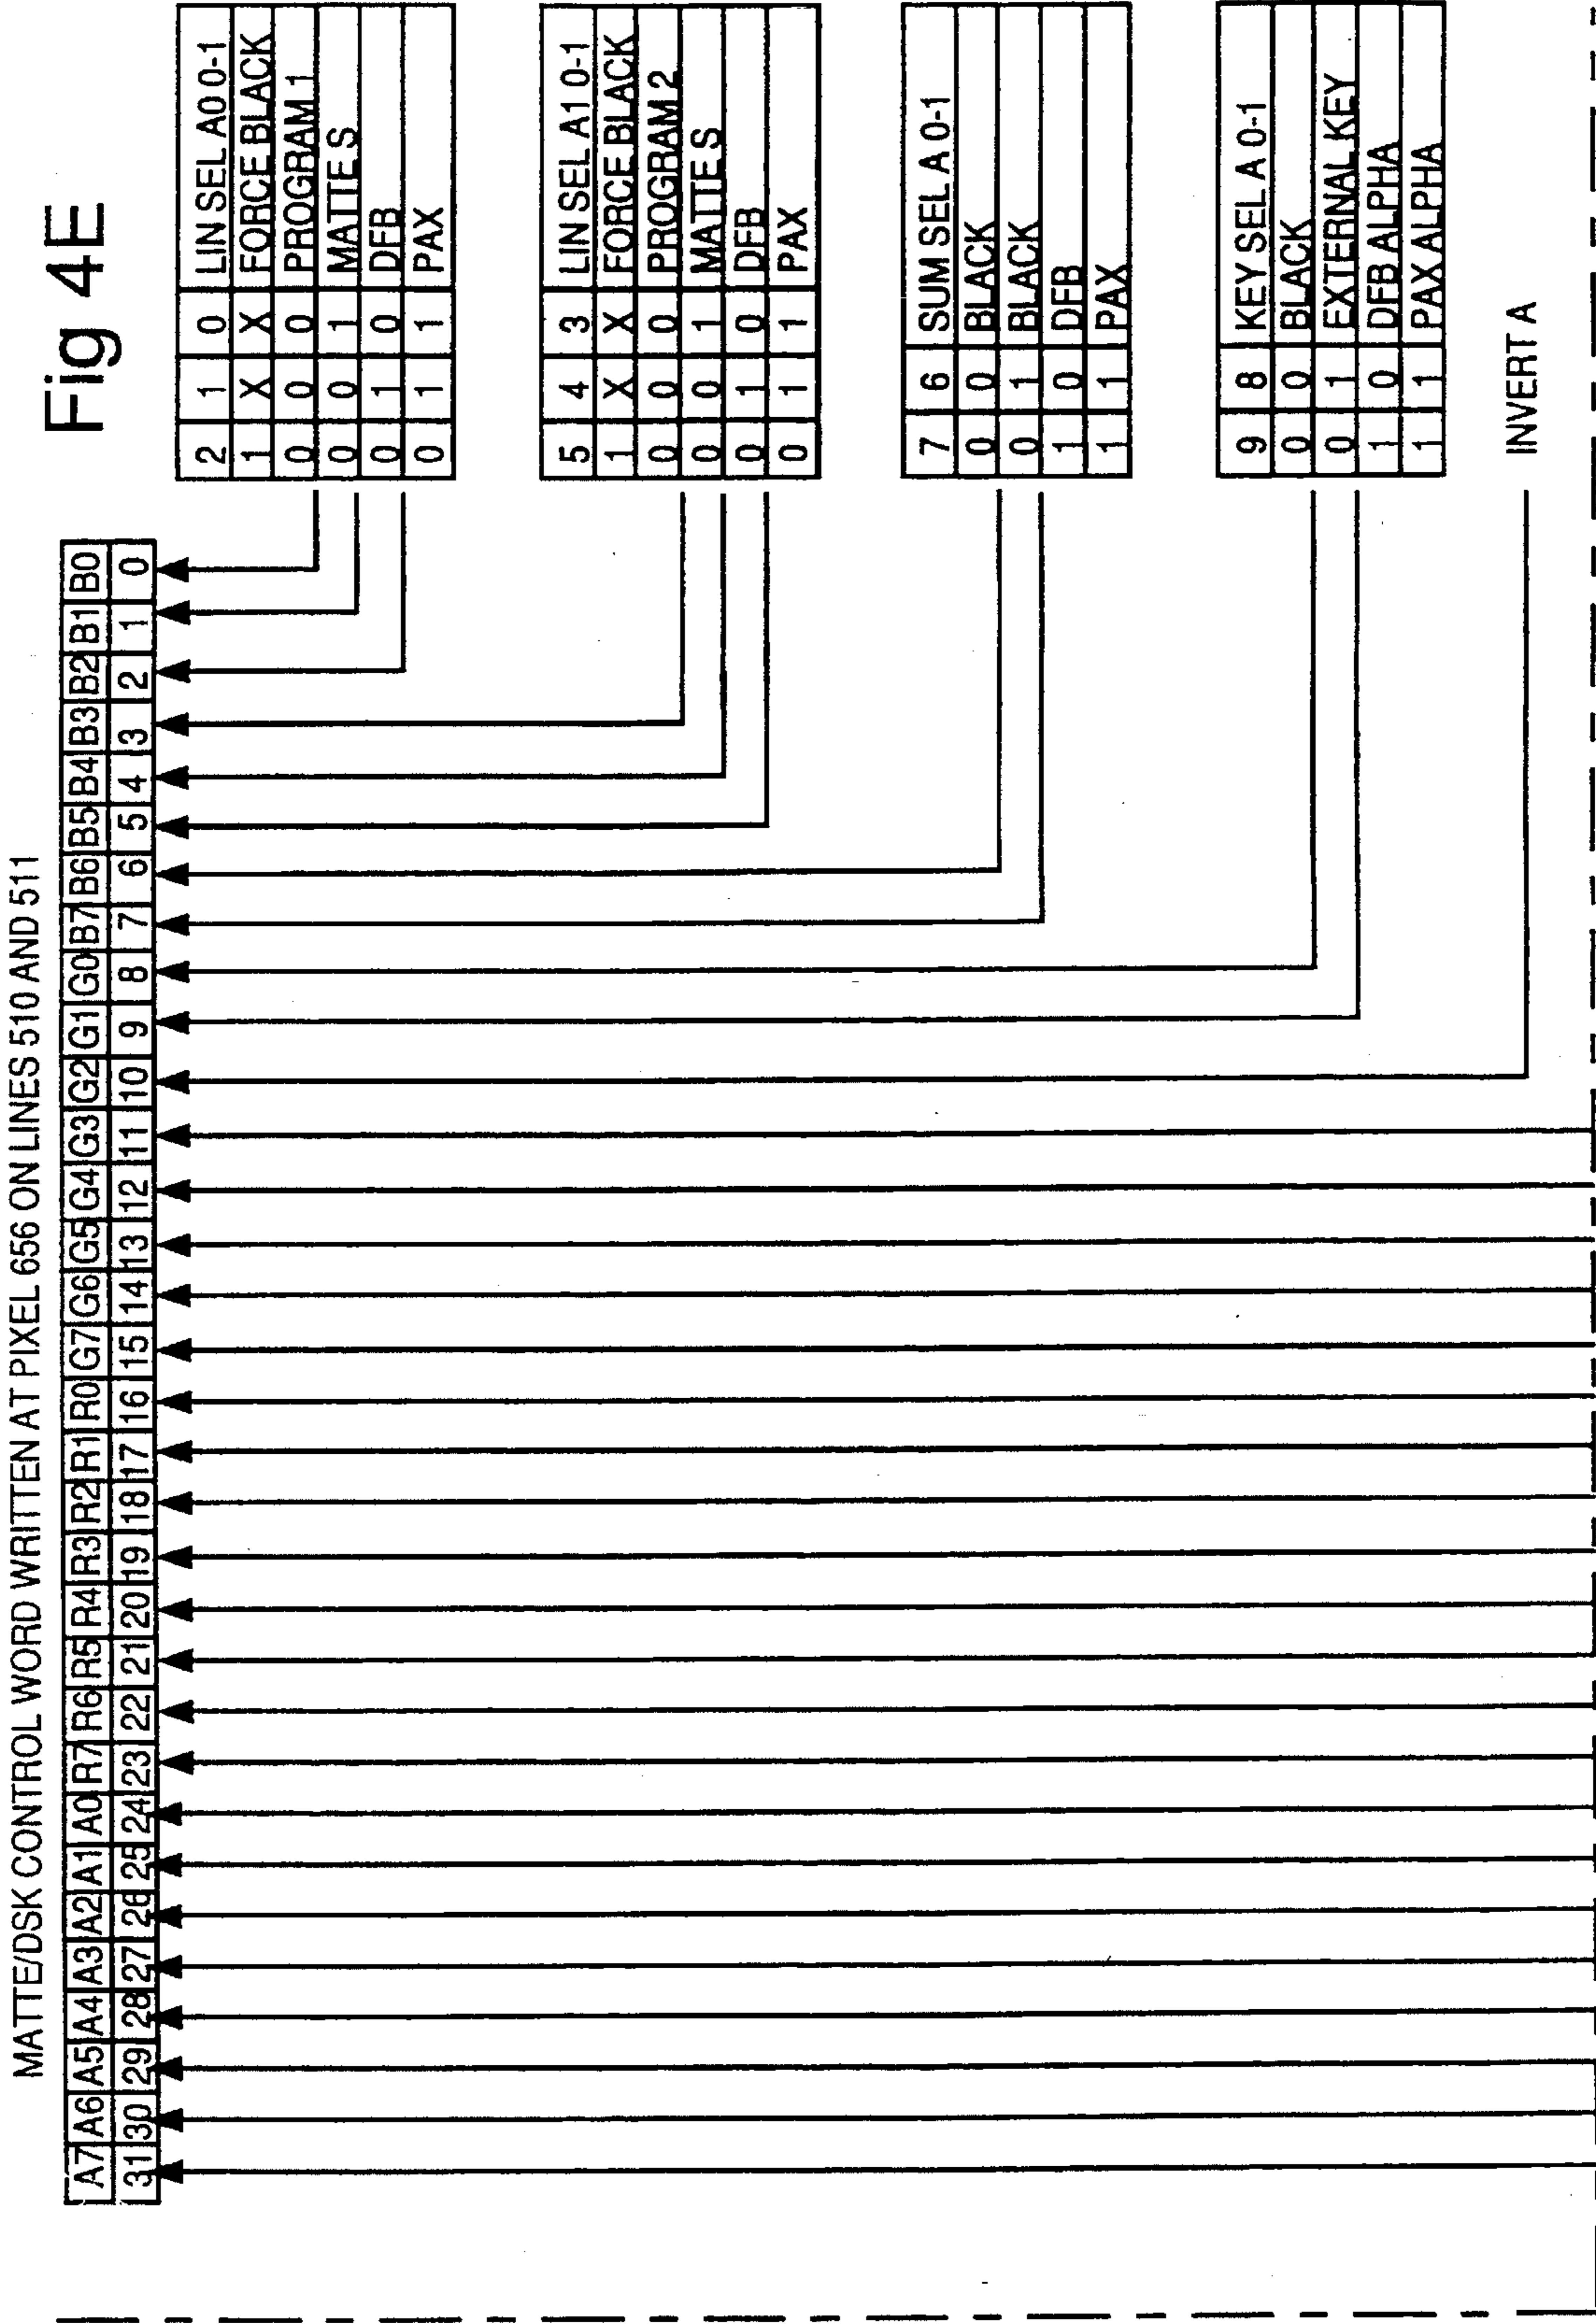 Fig 4E
MATTE/DSK CONTROL WORD WRITTEN AT PIXEL 656 ON LINES 510 AND 511
A7 A6 A5 A4 A3 A2 A1 A0 R7 R6 R5 R4 R3 R2 R1 R0 G7 G6 G5 G4 G3 G2 G1 G0 B7 B6 B5 B4 B3 B2 B1 B0
31 30 29 28 27 26 25 24 23 22 21 20 19 18 17 16 15 14 13 12 11 10 9 8 7 6 5 4 3 2 1 0
2 1 0 LIN SEL A0 0-1
1 X X FORCE BLACK
0 0 0 PROGRAM 1
0 0 1 MATTE S
0 1 0 DFB
0 1 1 PAX
5 4 3 LIN SEL A1 0-1
1 X X FORCE BLACK
0 0 0 PROGRAM 2
0 0 1 MATTE S
0 1 0 DFB
0 1 1 PAX
7 6 SUM SEL A 0-1
0 0 BLACK
0 1 BLACK
1 0 DFB
1 1 PAX
9 8 KEY SEL A 0-1
0 0 BLACK
0 1 EXTERNAL KEY
1 0 DFB ALPHA
1 1 PAX ALPHA
INVERT A